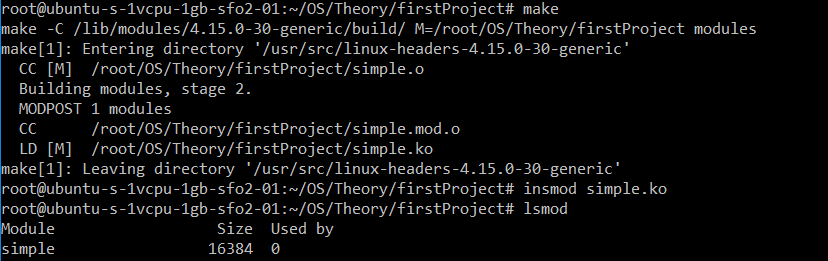 root@ubuntu-s-1vcpu-1gb-sfo2-01:~/OS/Theory/firstProject# make
make -C /lib/modules/4.15.0-30-generic/build/ M=/root/OS/Theory/firstProject modules
make[1]: Entering directory '/usr/src/linux-headers-4.15.0-30-generic'
  CC [M]  /root/OS/Theory/firstProject/simple.o
  Building modules, stage 2.
  MODPOST 1 modules
  CC      /root/OS/Theory/firstProject/simple.mod.o
  LD [M]  /root/OS/Theory/firstProject/simple.ko
make[1]: Leaving directory '/usr/src/linux-headers-4.15.0-30-generic'
root@ubuntu-s-1vcpu-1gb-sfo2-01:~/OS/Theory/firstProject# insmod simple.ko
root@ubuntu-s-1vcpu-1gb-sfo2-01:~/OS/Theory/firstProject# lsmod
Module                  Size  Used by
simple                 16384  0